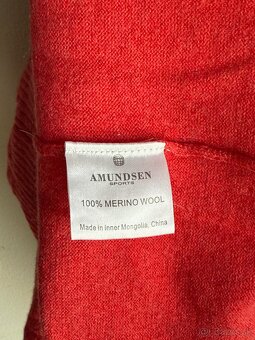 AMUNDSEN
SPORTS
100% MERINO WOOL
Made in Inner Mongolia, China